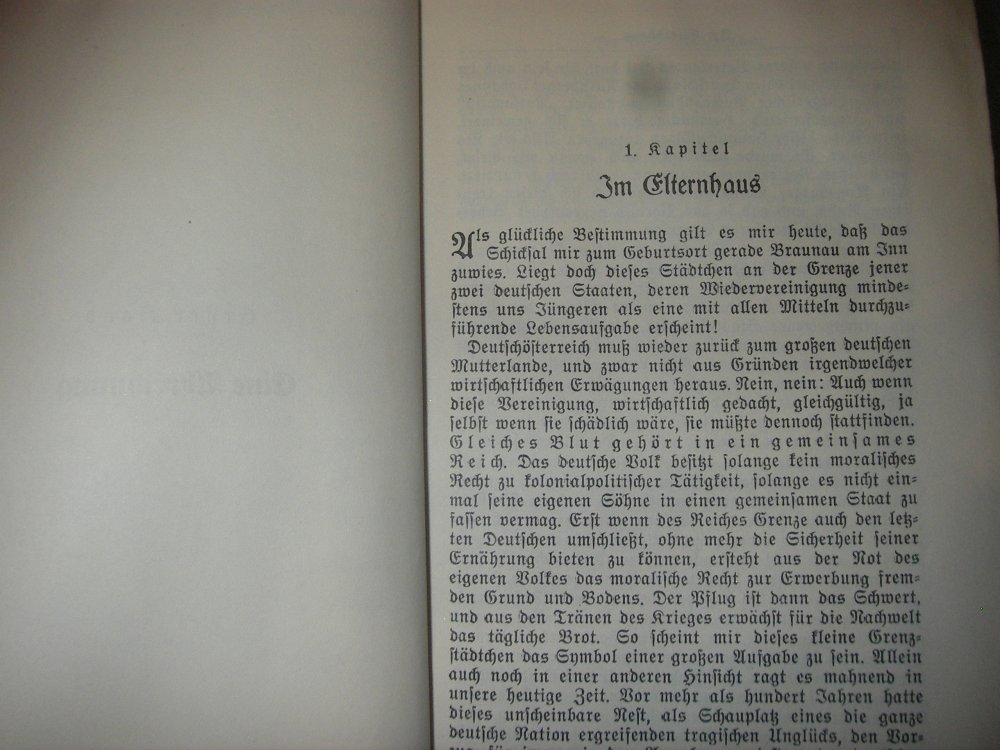 1. Kapitel
Im Elternhaus
Als glückliche Bestimmung gilt es mir heute, daß das
Schicksal mir zum Geburtsort gerade Braunau am Inn
zuwies. Liegt doch dieses Städtchen an der Grenze jener
zwei deutschen Staaten, deren Wiedervereinigung minde-
stens uns Jüngeren als eine mit allen Mitteln durchzu-
führende Lebensaufgabe erscheint!
Deutschösterreich muß wieder zurück zum großen deutschen
Mutterlande, und zwar nicht aus Gründen irgendwelcher
wirtschaftlichen Erwägungen heraus. Nein, nein: Auch wenn
diese Vereinigung, wirtschaftlich gedacht, gleichgültig, ja
selbst wenn sie schädlich wäre, sie müßte dennoch stattfinden.
Gleiches Blut gehört in ein gemeinsames
Reich. Das deutsche Volk besitzt solange kein moralisches
Recht zu kolonialpolitischer Tätigkeit, solange es nicht ein-
mal seine eigenen Söhne in einen gemeinsamen Staat zu
fassen vermag. Erst wenn des Reiches Grenze auch den letz-
ten Deutschen umschließt, ohne mehr die Sicherheit seiner
Ernährung bieten zu können, ersteht aus der Not des
eigenen Volkes das moralische Recht zur Erwerbung frem-
den Grund und Bodens. Der Pflug ist dann das Schwert,
und aus den Tränen des Krieges erwächst für die Nachwelt
das tägliche Brot. So scheint mir dieses kleine Grenz-
städtchen das Symbol einer großen Aufgabe zu sein. Allein
auch noch in einer anderen Hinsicht ragt es mahnend in
unsere heutige Zeit. Vor mehr als hundert Jahren hatte
dieses unscheinbare Nest, als Schauplatz eines die ganze
deutsche Nation ergreifenden tragischen Unglücks, den Vor-